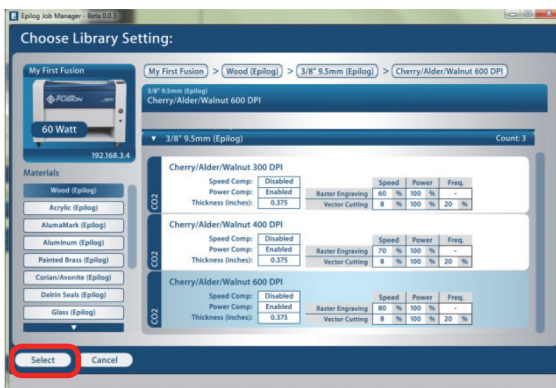 Epilog Job Manager - Beta 0.0.3
Choose Library Setting:
My First Fusion
FUSION
60 Watt
192.168.3.4
My First Fusion > Wood (Epilog) > 3/8" 9.5mm (Epilog) > Cherry/Alder/Walnut 600 DPI
3/8" 9.5mm (Epilog)
Cherry/Alder/Walnut 600 DPI
▼ 3/8" 9.5mm (Epilog) Count: 3
Materials
Wood (Epilog)
Acrylic (Epilog)
AlumaMark (Epilog)
Aluminum (Epilog)
Painted Brass (Epilog)
Corian/Avonite (Epilog)
Delrin Seals (Epilog)
Glass (Epilog)
▼
CO2
Cherry/Alder/Walnut 300 DPI
Speed Comp: Disabled
Power Comp: Enabled
Thickness (inches): 0.375
Speed Power Freq.
Raster Engraving 60 % 100 % -
Vector Cutting 8 % 100 % 20 %
CO2
Cherry/Alder/Walnut 400 DPI
Speed Comp: Disabled
Power Comp: Enabled
Thickness (inches): 0.375
Speed Power Freq.
Raster Engraving 70 % 100 % -
Vector Cutting 8 % 100 % 20 %
CO2
Cherry/Alder/Walnut 600 DPI
Speed Comp: Disabled
Power Comp: Enabled
Thickness (inches): 0.375
Speed Power Freq.
Raster Engraving 80 % 100 % -
Vector Cutting 8 % 100 % 20 %
Select Cancel